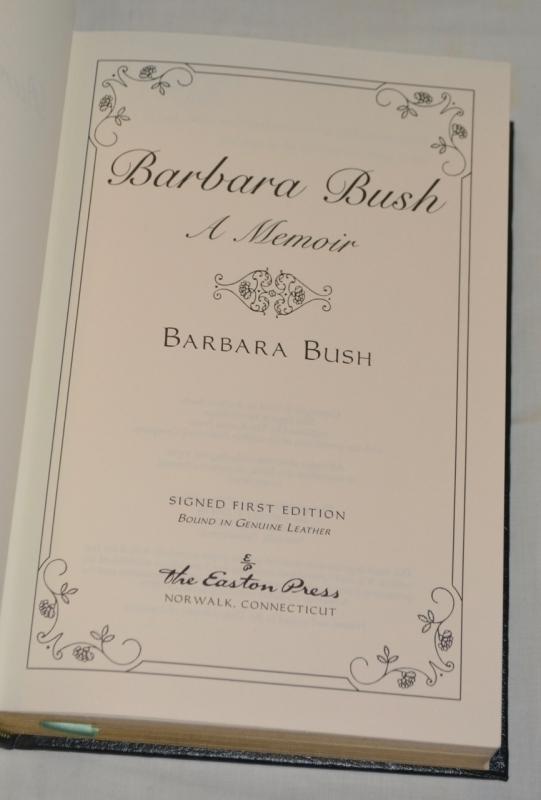 Barbara Bush
A Memoir
BARBARA BUSH
SIGNED FIRST EDITION
BOUND IN GENUINE LEATHER
E
P
the Easton Press
NORWALK, CONNECTICUT